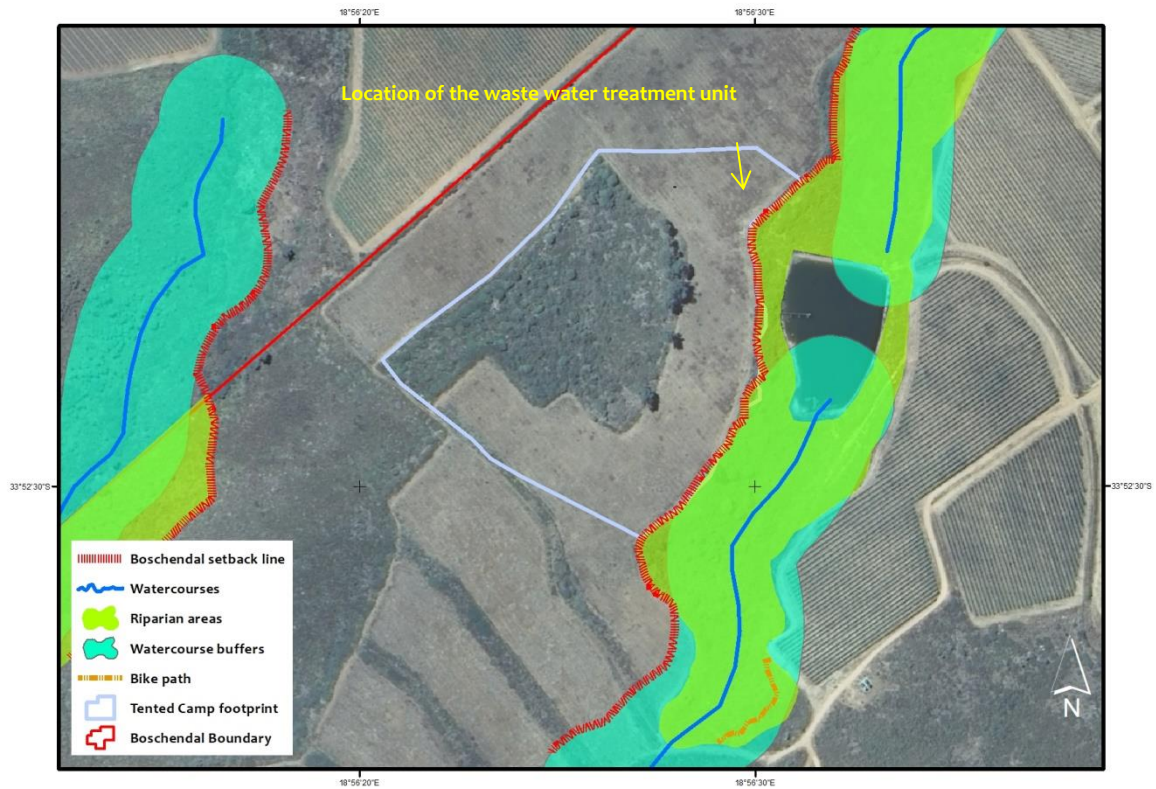 18°56'20"E
18°56'30"E
Location of the waste water treatment unit
33°52'30"S
33°52'30"S
Boschendal setback line
Watercourses
Riparian areas
Watercourse buffers
Bike path
Tented Camp footprint
Boschendal Boundary
N
18°56'20"E
18°56'30"E